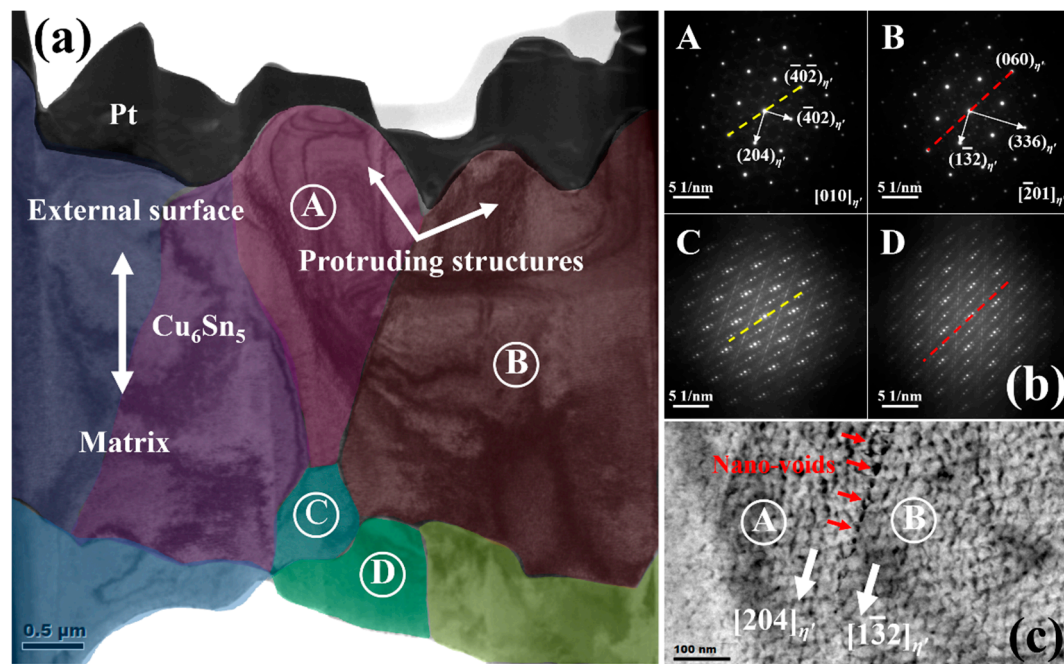 (a)
Pt
External surface
A
Protruding structures
Cu₆Sn₅
B
Matrix
C
D
0.5 μm
A
(4̅02̅)η'
(4̅02)η'
(204)η'
5 1/nm
[010]η'
B
(060)η'
(336)η'
(13̅2)η'
5 1/nm
[2̅01]η'
C
5 1/nm
D
5 1/nm
(b)
Nano-voids
A
B
[204]η'
[13̅2]η'
100 nm
(c)